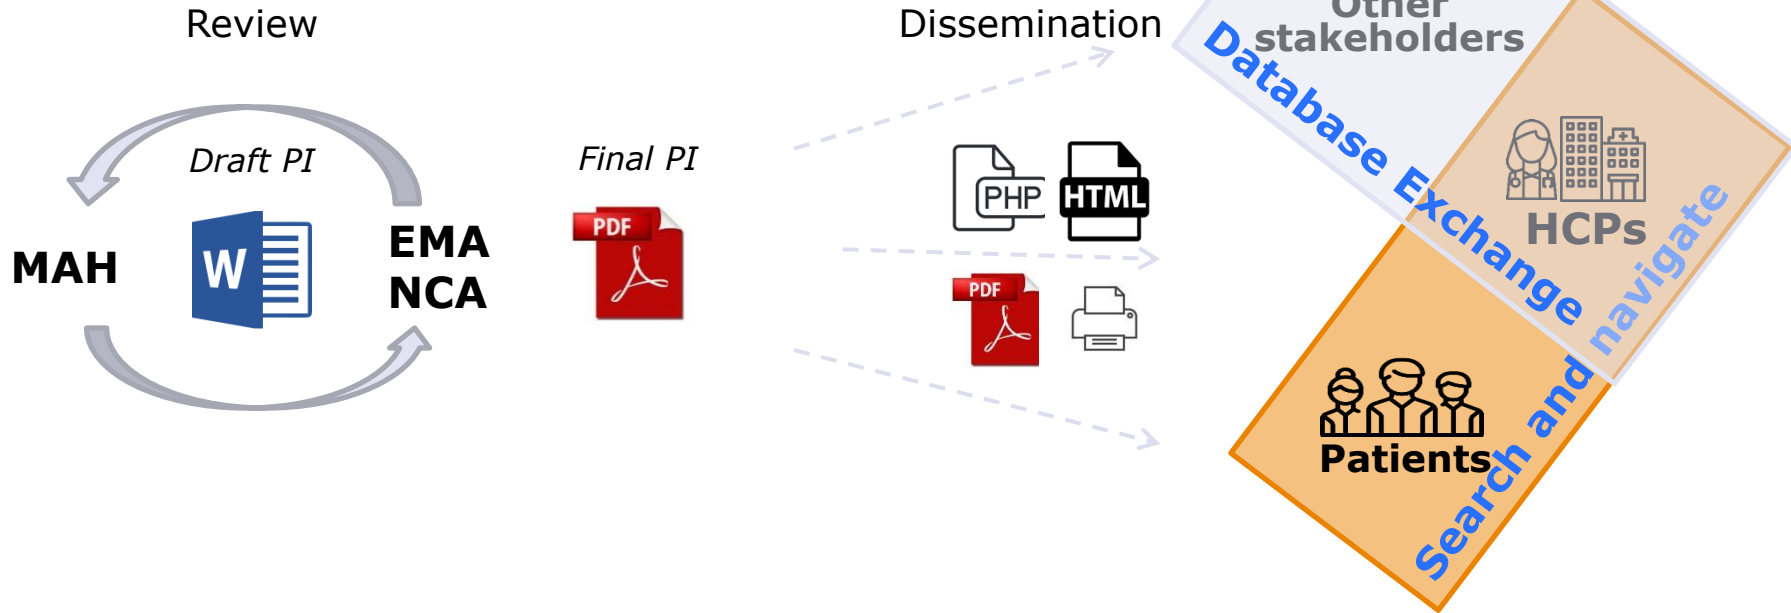 Review
Draft PI
MAH
W
EMA
NCA
Final PI
PDF
Dissemination
PHP
HTML
PDF
Other
stakeholders
Database Exchange
HCPs
Patients
Search and navigate